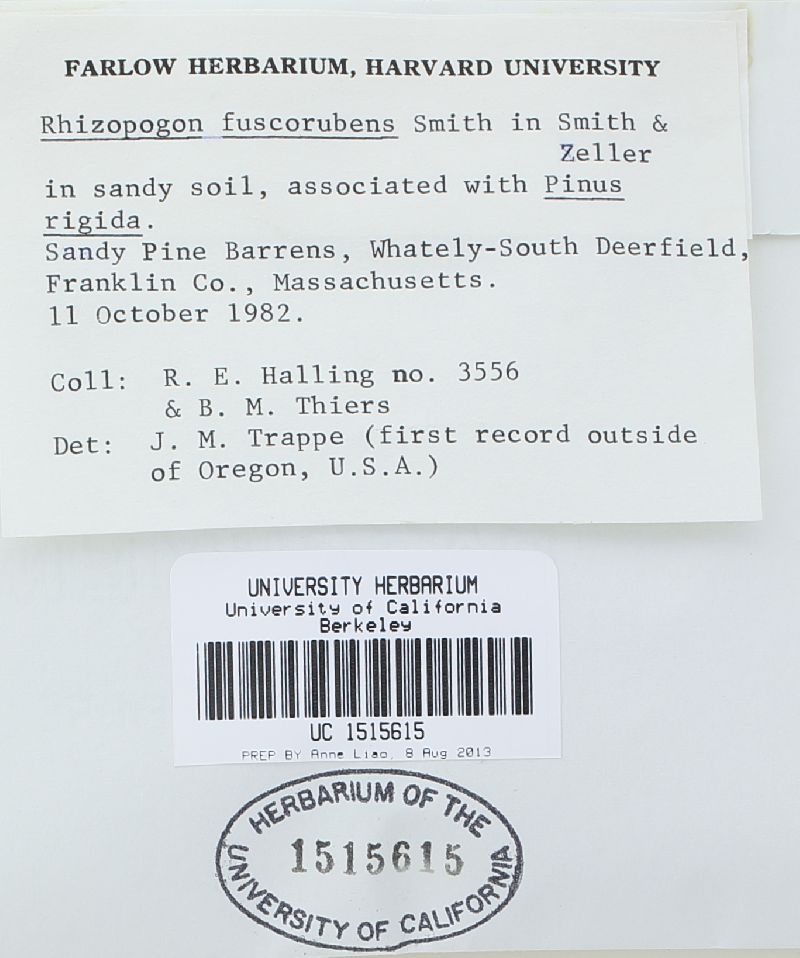 FARLOW HERBARIUM, HARVARD UNIVERSITY
Rhizopogon fuscorubens Smith in Smith &
Zeller
in sandy soil, associated with Pinus
rigida.
Sandy Pine Barrens, Whately-South Deerfield,
Franklin Co., Massachusetts.
11 October 1982.
Coll: R. E. Halling no. 3556
& B. M. Thiers
Det: J. M. Trappe (first record outside
of Oregon, U.S.A.)
UNIVERSITY HERBARIUM
University of California
Berkeley
UC 1515615
PREP BY Anne Liao, 8 Aug 2013
HERBARIUM OF THE
1515615
UNIVERSITY OF CALIFORNIA